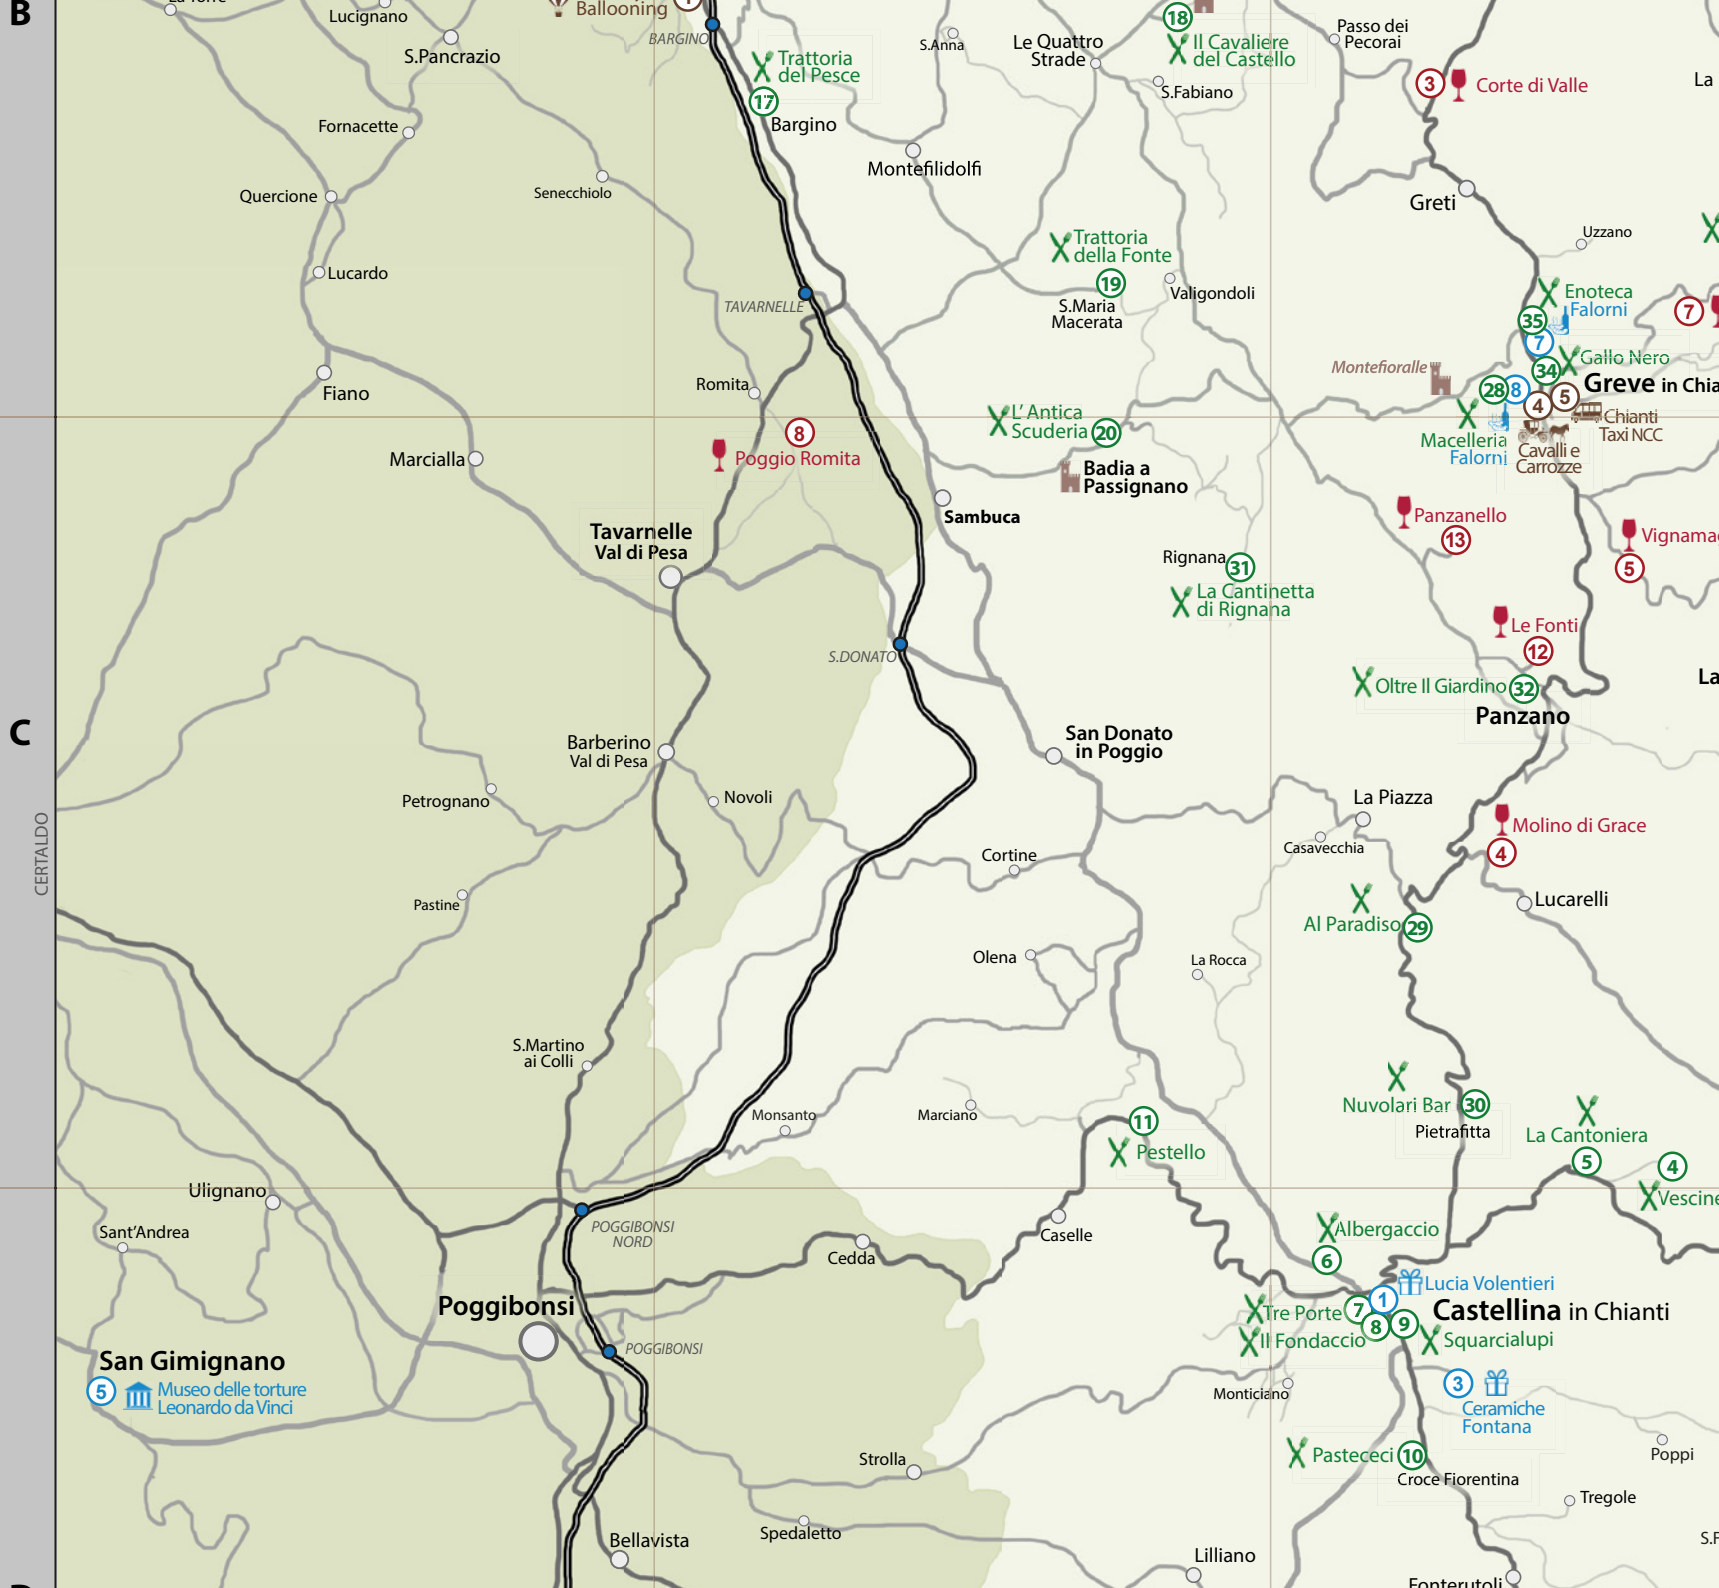 B
La Torre
Lucignano
S.Pancrazio
Ballooning
BARGINO
Trattoria
del Pesce
17
Bargino
S.Anna
Le Quattro
Strade
18
Il Cavaliere
del Castello
S.Fabiano
Passo dei
Pecorai
3
Corte di Valle
La
Fornacette
Montefilidolfi
Quercione
Senecchiolo
Greti
Uzzano
Trattoria
della Fonte
19
S.Maria
Macerata
Valigondoli
Lucardo
TAVARNELLE
Enoteca
Falorni
35
7
7
Gallo Nero
34
Montefioralle
28
8
4
5
Greve in Chia
Chianti
Taxi NCC
Macelleria
Falorni
Cavalli e
Carrozze
Fiano
Romita
8
Poggio Romita
L' Antica
Scuderia
20
Badia a
Passignano
Marcialla
Sambuca
Tavarnelle
Val di Pesa
Panzanello
13
Vignama
5
Rignana
31
La Cantinetta
di Rignana
Le Fonti
12
S.DONATO
Oltre Il Giardino
32
Panzano
La
C
CERTALDO
Barberino
Val di Pesa
San Donato
in Poggio
Petrognano
Novoli
La Piazza
Casavecchia
Molino di Grace
4
Cortine
Lucarelli
Pastine
Al Paradiso
29
Olena
La Rocca
S.Martino
ai Colli
Monsanto
Marciano
11
Pestello
Nuvolari Bar
30
Pietrafitta
La Cantoniera
5
4
Vescine
Ulignano
Sant'Andrea
POGGIBONSI
NORD
Cedda
Caselle
Albergaccio
6
Lucia Volentieri
1
Castellina in Chianti
Tre Porte
7
8
9
Il Fondaccio
Squarcialupi
Poggibonsi
POGGIBONSI
San Gimignano
5
Museo delle torture
Leonardo da Vinci
Monticiano
3
Ceramiche
Fontana
Pastececi
10
Croce Fiorentina
Poppi
Strolla
Tregole
Spedaletto
Bellavista
Lilliano
Fonterutoli